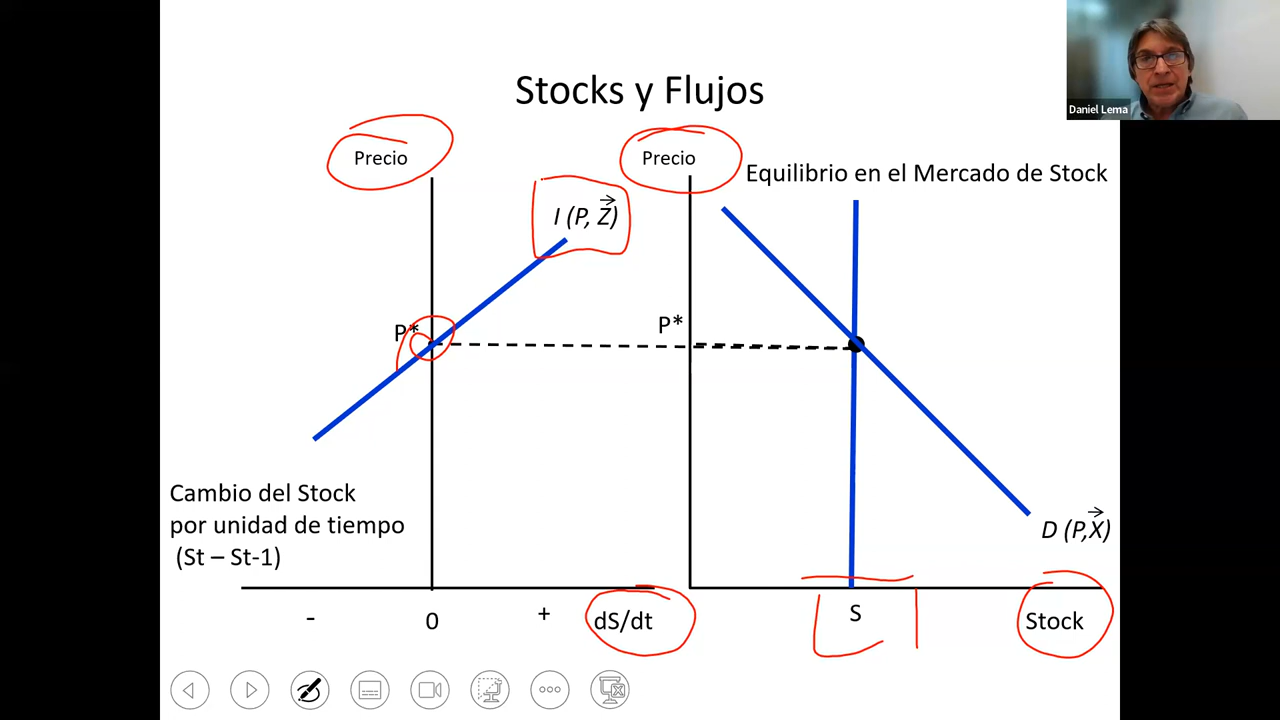 Daniel Lema
Stocks y Flujos
Precio
Precio
Equilibrio en el Mercado de Stock
I (P, Z⃗)
P*
P*
Cambio del Stock
por unidad de tiempo
(St – St-1)
D (P,X⃗)
-
0
+
dS/dt
S
Stock